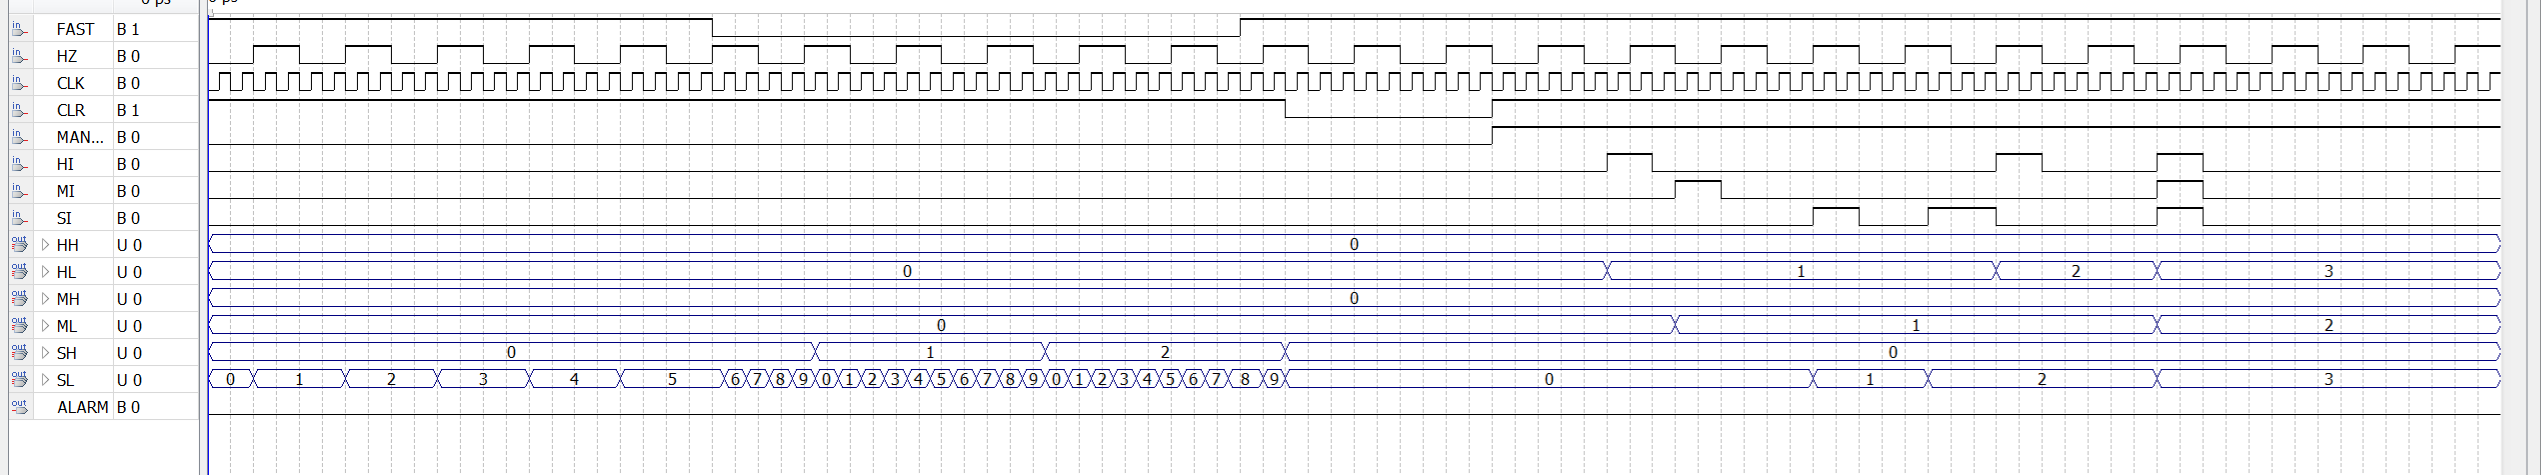 0 ps 0 ps
in FAST B 1
in HZ B 0
in CLK B 0
in CLR B 1
in MAN... B 0
in HI B 0
in MI B 0
in SI B 0
out HH U 0 0
out HL U 0 0 1 2 3
out MH U 0 0
out ML U 0 0 1 2
out SH U 0 0 1 2 0
out SL U 0 0 1 2 3 4 5 6 7 8 9 0 1 2 3 4 5 6 7 8 9 0 1 2 3 4 5 6 7 8 9 0 1 2 3
out ALARM B 0